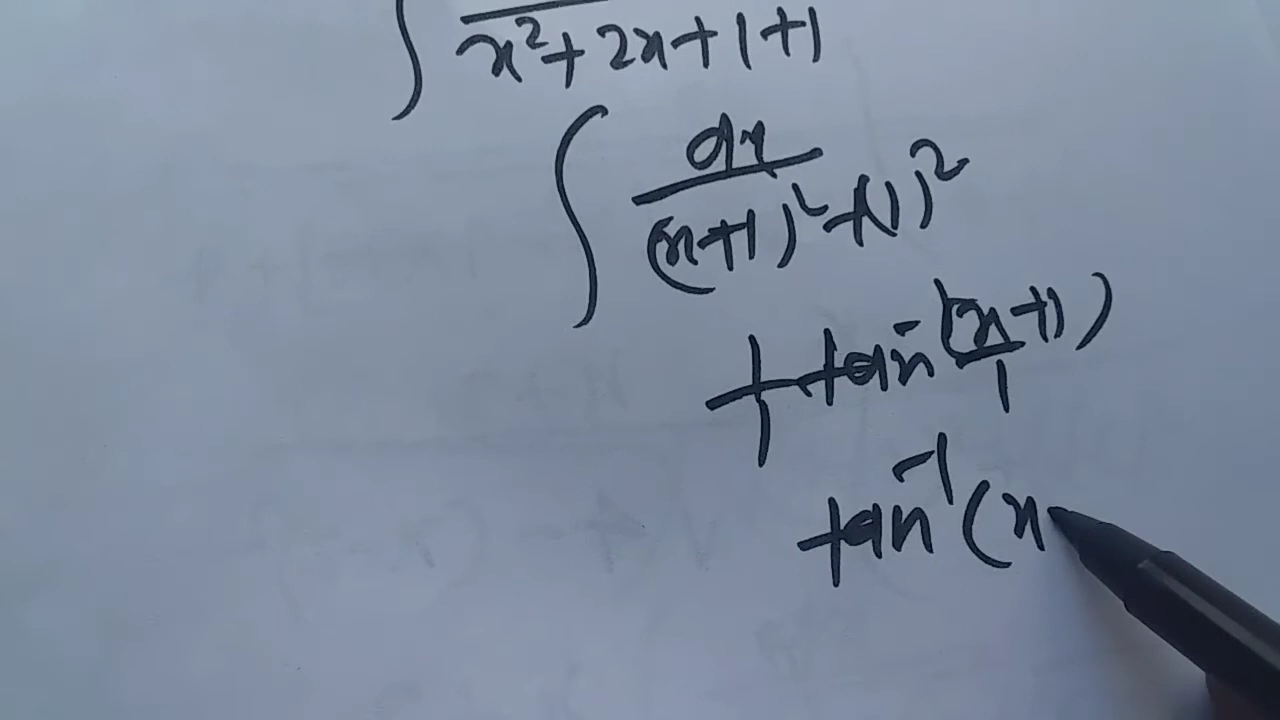 ∫ ‾x²+2x+1+1
∫ dx/(x+1)²+(1)²
1/1 tan⁻¹(x+1)/1
tan⁻¹(x